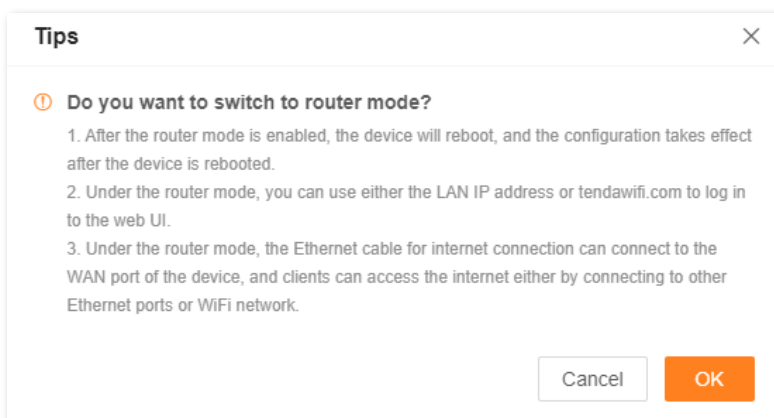 Tips
Do you want to switch to router mode?
1. After the router mode is enabled, the device will reboot, and the configuration takes effect
after the device is rebooted.
2. Under the router mode, you can use either the LAN IP address or tendawifi.com to log in
to the web UI.
3. Under the router mode, the Ethernet cable for internet connection can connect to the
WAN port of the device, and clients can access the internet either by connecting to other
Ethernet ports or WiFi network.
Cancel OK